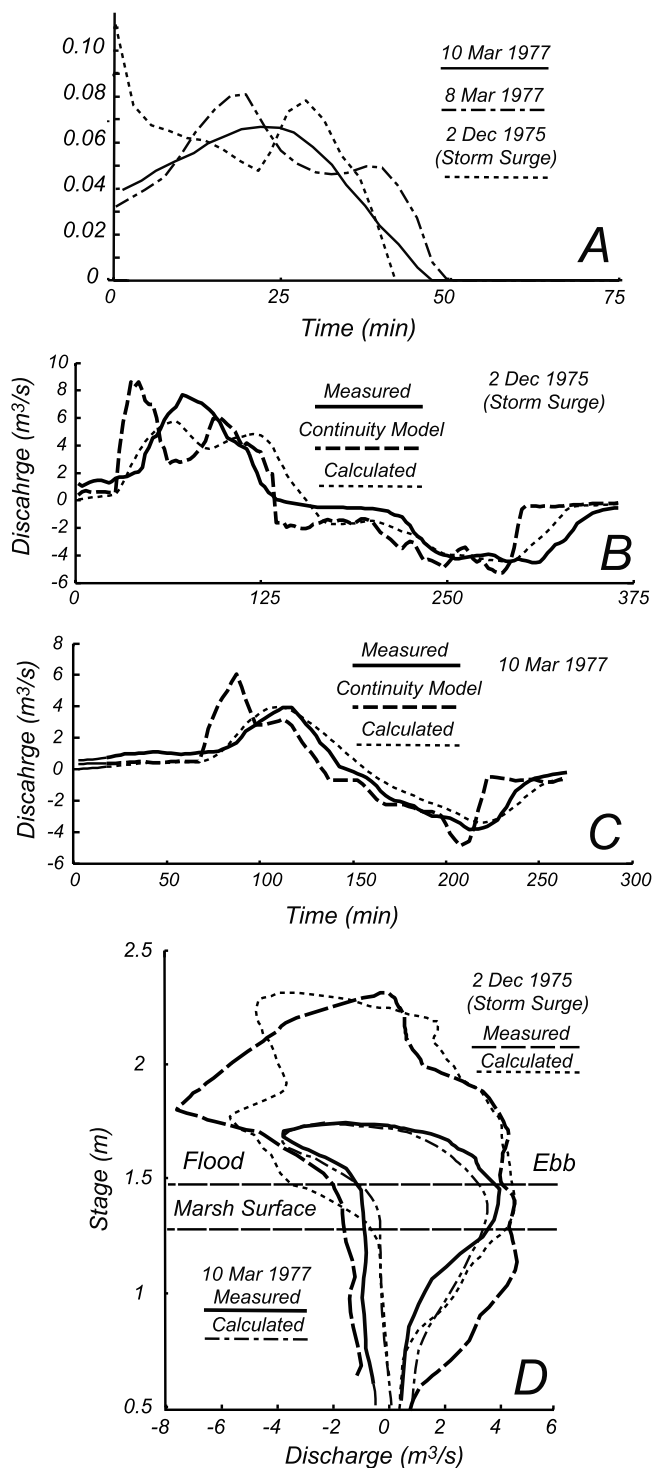 0.10
0.08
0.06
0.04
0.02
0
0 25 50 75
Time (min)
10 Mar 1977
8 Mar 1977
2 Dec 1975
(Storm Surge)
A
Discahrge (m³/s)
10
8
6
4
2
0
-2
-4
-6
0 125 250 375
Measured
Continuity Model
Calculated
2 Dec 1975
(Storm Surge)
B
Discahrge (m³/s)
8
6
4
2
0
-2
-4
-6
0 50 100 150 200 250 300
Time (min)
Measured
Continuity Model
Calculated
10 Mar 1977
C
Stage (m)
2.5
2
1.5
1
0.5
-8 -6 -4 -2 0 2 4 6
Discharge (m³/s)
2 Dec 1975
(Storm Surge)
Measured
Calculated
Flood Ebb
Marsh Surface
10 Mar 1977
Measured
Calculated
D